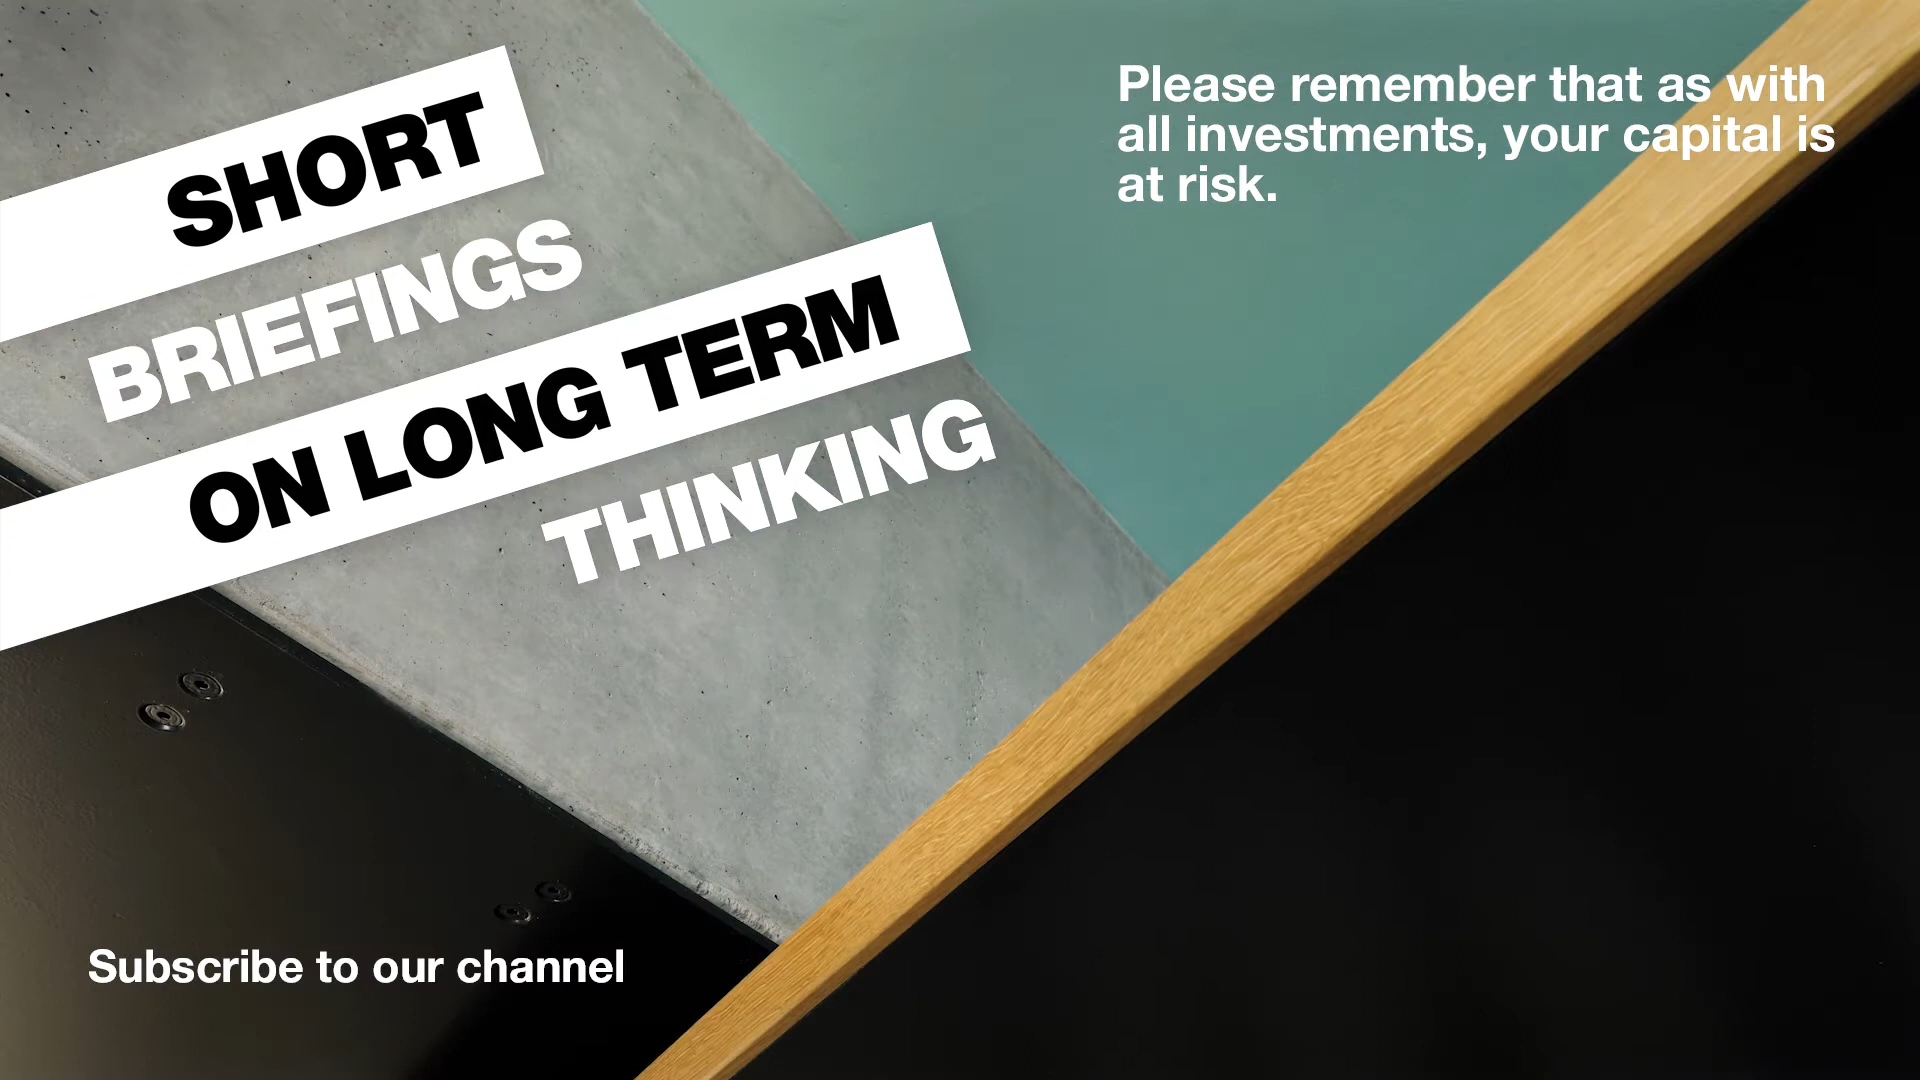 SHORT
BRIEFINGS
ON LONG TERM
THINKING
Please remember that as with
all investments, your capital is
at risk.
Subscribe to our channel